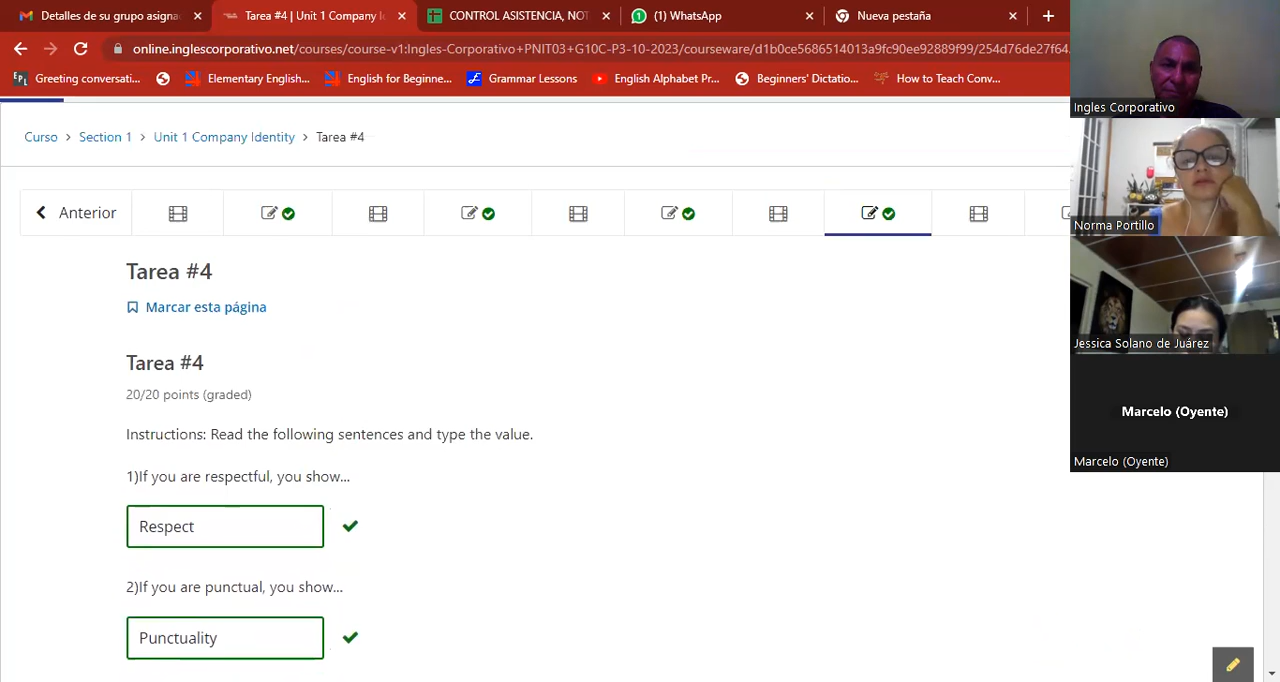 Detalles de su grupo asigna
Tarea #4 | Unit 1 Company I
CONTROL ASISTENCIA, NOT
(1) WhatsApp
Nueva pestaña
online.inglescorporativo.net/courses/course-v1:Ingles-Corporativo+PNIT03+G10C-P3-10-2023/courseware/d1b0ce5686514013a9fc90ee92889f99/254d76de27f64
Greeting conversati...
Elementary English...
English for Beginne...
Grammar Lessons
English Alphabet Pr...
Beginners' Dictatio...
How to Teach Conv...
Curso > Section 1 > Unit 1 Company Identity > Tarea #4
Anterior
Tarea #4
Marcar esta página
Tarea #4
20/20 points (graded)
Instructions: Read the following sentences and type the value.
1)If you are respectful, you show...
Respect
2)If you are punctual, you show...
Punctuality
Ingles Corporativo
Norma Portillo
Jessica Solano de Juárez
Marcelo (Oyente)
Marcelo (Oyente)